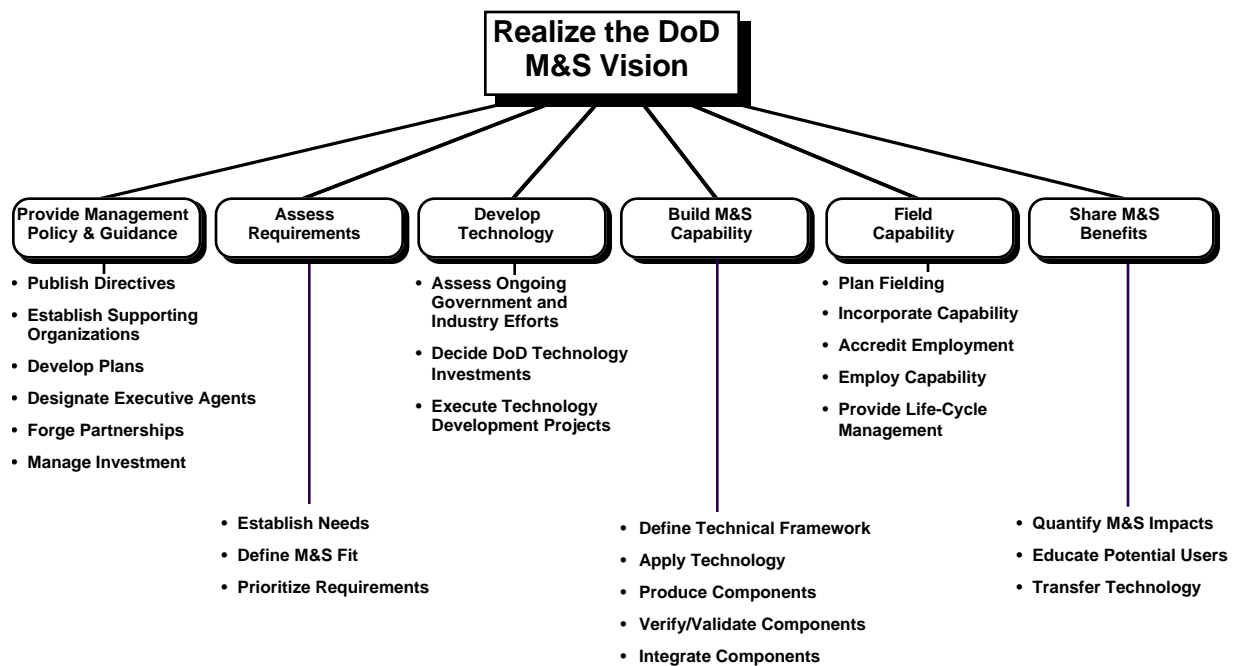 Realize the DoD
M&S Vision
Provide Management
Policy & Guidance
• Publish Directives
• Establish Supporting
Organizations
• Develop Plans
• Designate Executive Agents
• Forge Partnerships
• Manage Investment
Assess
Requirements
• Establish Needs
• Define M&S Fit
• Prioritize Requirements
Develop
Technology
• Assess Ongoing
Government and
Industry Efforts
• Decide DoD Technology
Investments
• Execute Technology
Development Projects
Build M&S
Capability
• Define Technical Framework
• Apply Technology
• Produce Components
• Verify/Validate Components
• Integrate Components
Field
Capability
• Plan Fielding
• Incorporate Capability
• Accredit Employment
• Employ Capability
• Provide Life-Cycle
Management
Share M&S
Benefits
• Quantify M&S Impacts
• Educate Potential Users
• Transfer Technology